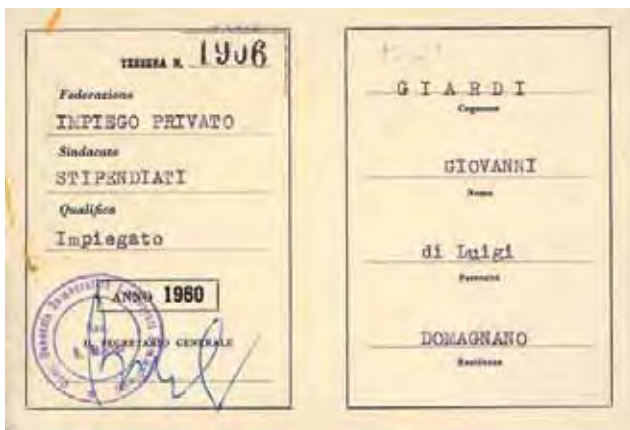 TESSERA N. 1906
Federazione
IMPIEGO PRIVATO
Sindacato
STIPENDIATI
Qualifica
Impiegato
ANNO 1960
IL SEGRETARIO GENERALE
GIARDI
Cognome
GIOVANNI
Nome
di Luigi
Paternità
DOMAGNANO
Residenza